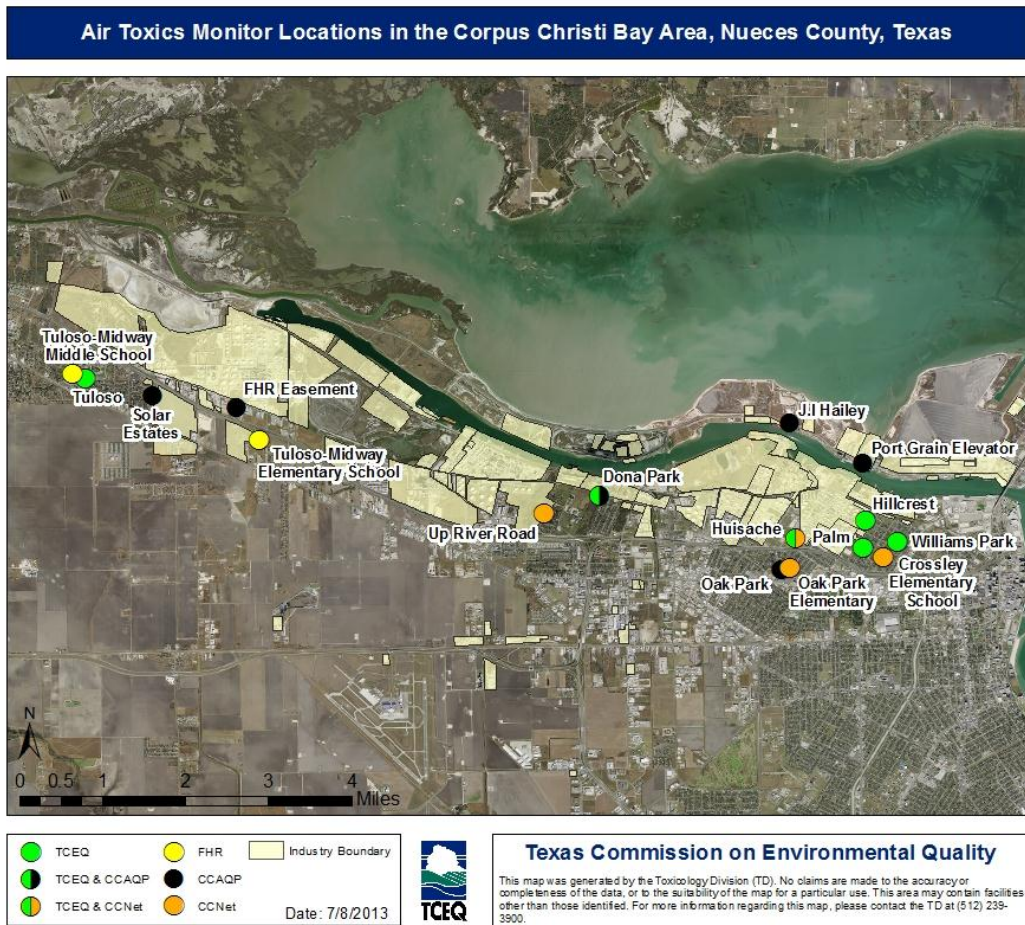 Air Toxics Monitor Locations in the Corpus Christi Bay Area, Nueces County, Texas
Tuloso-Midway
Middle School
Tuloso
Solar
Estates
FHR Easement
Tuloso-Midway
Elementary School
J.I Hailey
Port Grain Elevator
Dona Park
Up River Road
Hillcrest
Huisache
Palm
Williams Park
Oak Park
Oak Park
Elementary
Crossley
Elementary
School
N
0 0.5 1 2 3 4
Miles
TCEQ
FHR
Industry Boundary
TCEQ & CCAQP
CCAQP
TCEQ & CCNet
CCNet
Date: 7/8/2013
TCEQ
Texas Commission on Environmental Quality
This map was generated by the Toxicology Division (TD). No claims are made to the accuracy or
completeness of the data, or to the suitability of the map for a particular use. This area may contain facilities
other than those identified. For more information regarding this map, please contact the TD at (512) 239-
3900.